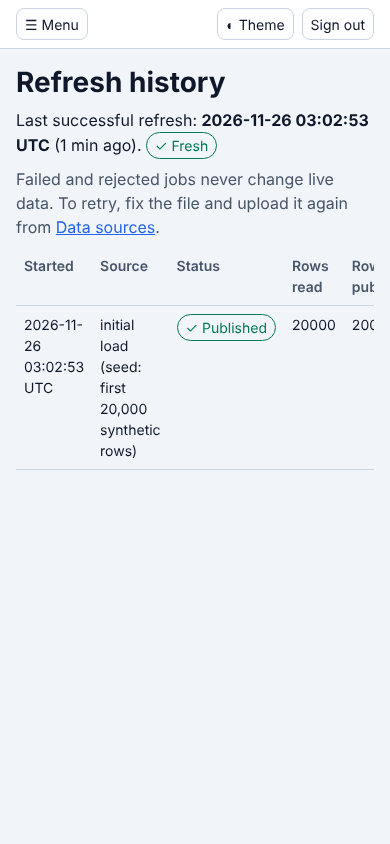 ☰ Menu
Theme
Sign out
Refresh history
Last successful refresh: 2026-11-26 03:02:53
UTC (1 min ago). ✓ Fresh
Failed and rejected jobs never change live
data. To retry, fix the file and upload it again
from Data sources.
Started Source Status Rows read
2026-11-26 03:02:53 UTC
initial load (seed: first 20,000 synthetic rows)
✓ Published
20000